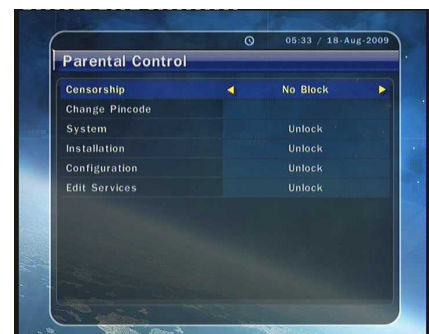 05:33 / 18-Aug-2009
Parental Control
Censorship No Block
Change Pincode
System Unlock
Installation Unlock
Configuration Unlock
Edit Services Unlock